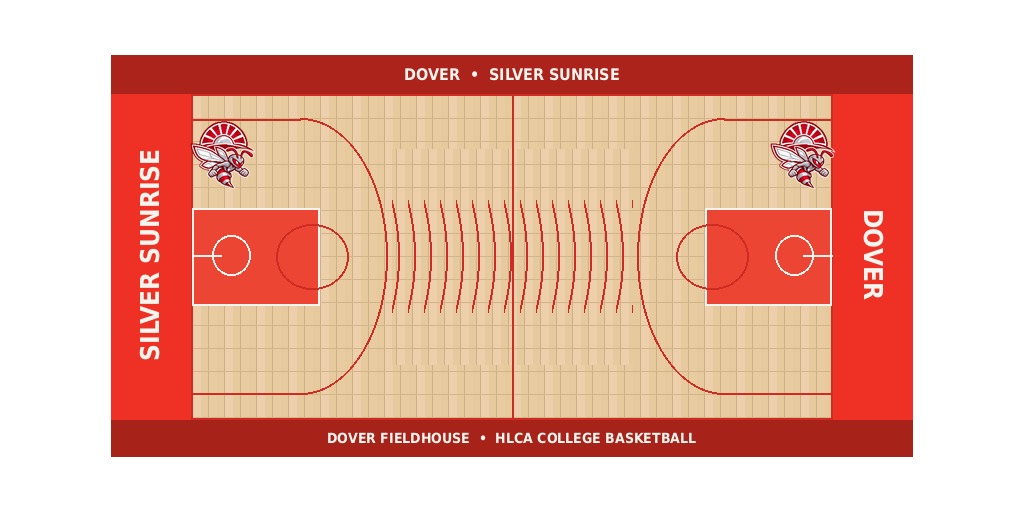 DOVER • SILVER SUNRISE
SILVER SUNRISE
DOVER
DOVER FIELDHOUSE • HLCA COLLEGE BASKETBALL